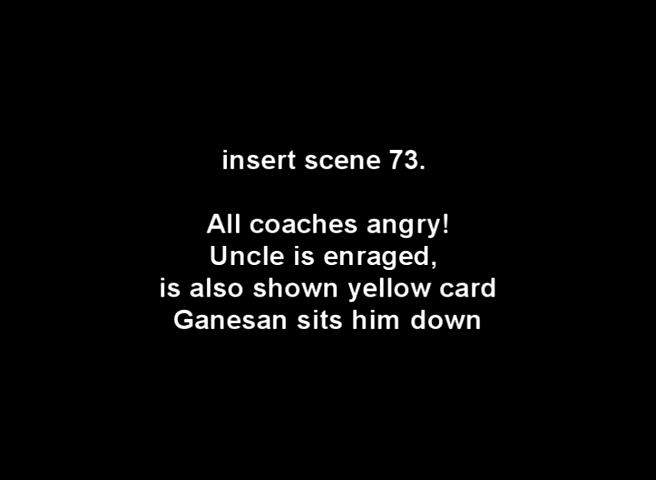 insert scene 73.
All coaches angry!
Uncle is enraged,
is also shown yellow card
Ganesan sits him down